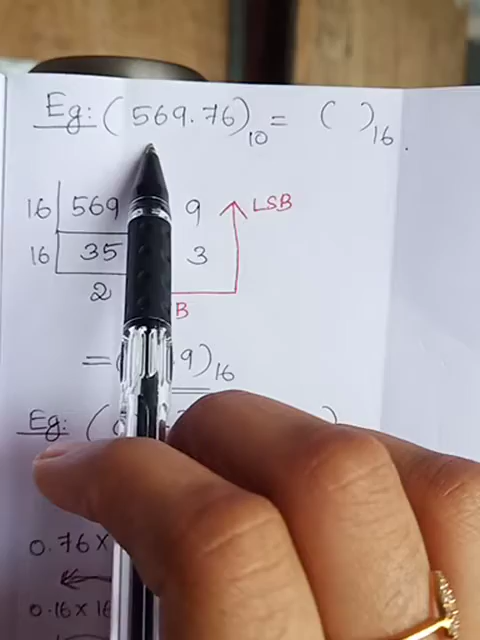 Eg: (569.76)₁₀ = ( )₁₆.
16 | 569 9 LSB
16 | 35 3
2 B
= ( 9)₁₆
Eg: ( )
0.76 ×
0.16 × 16